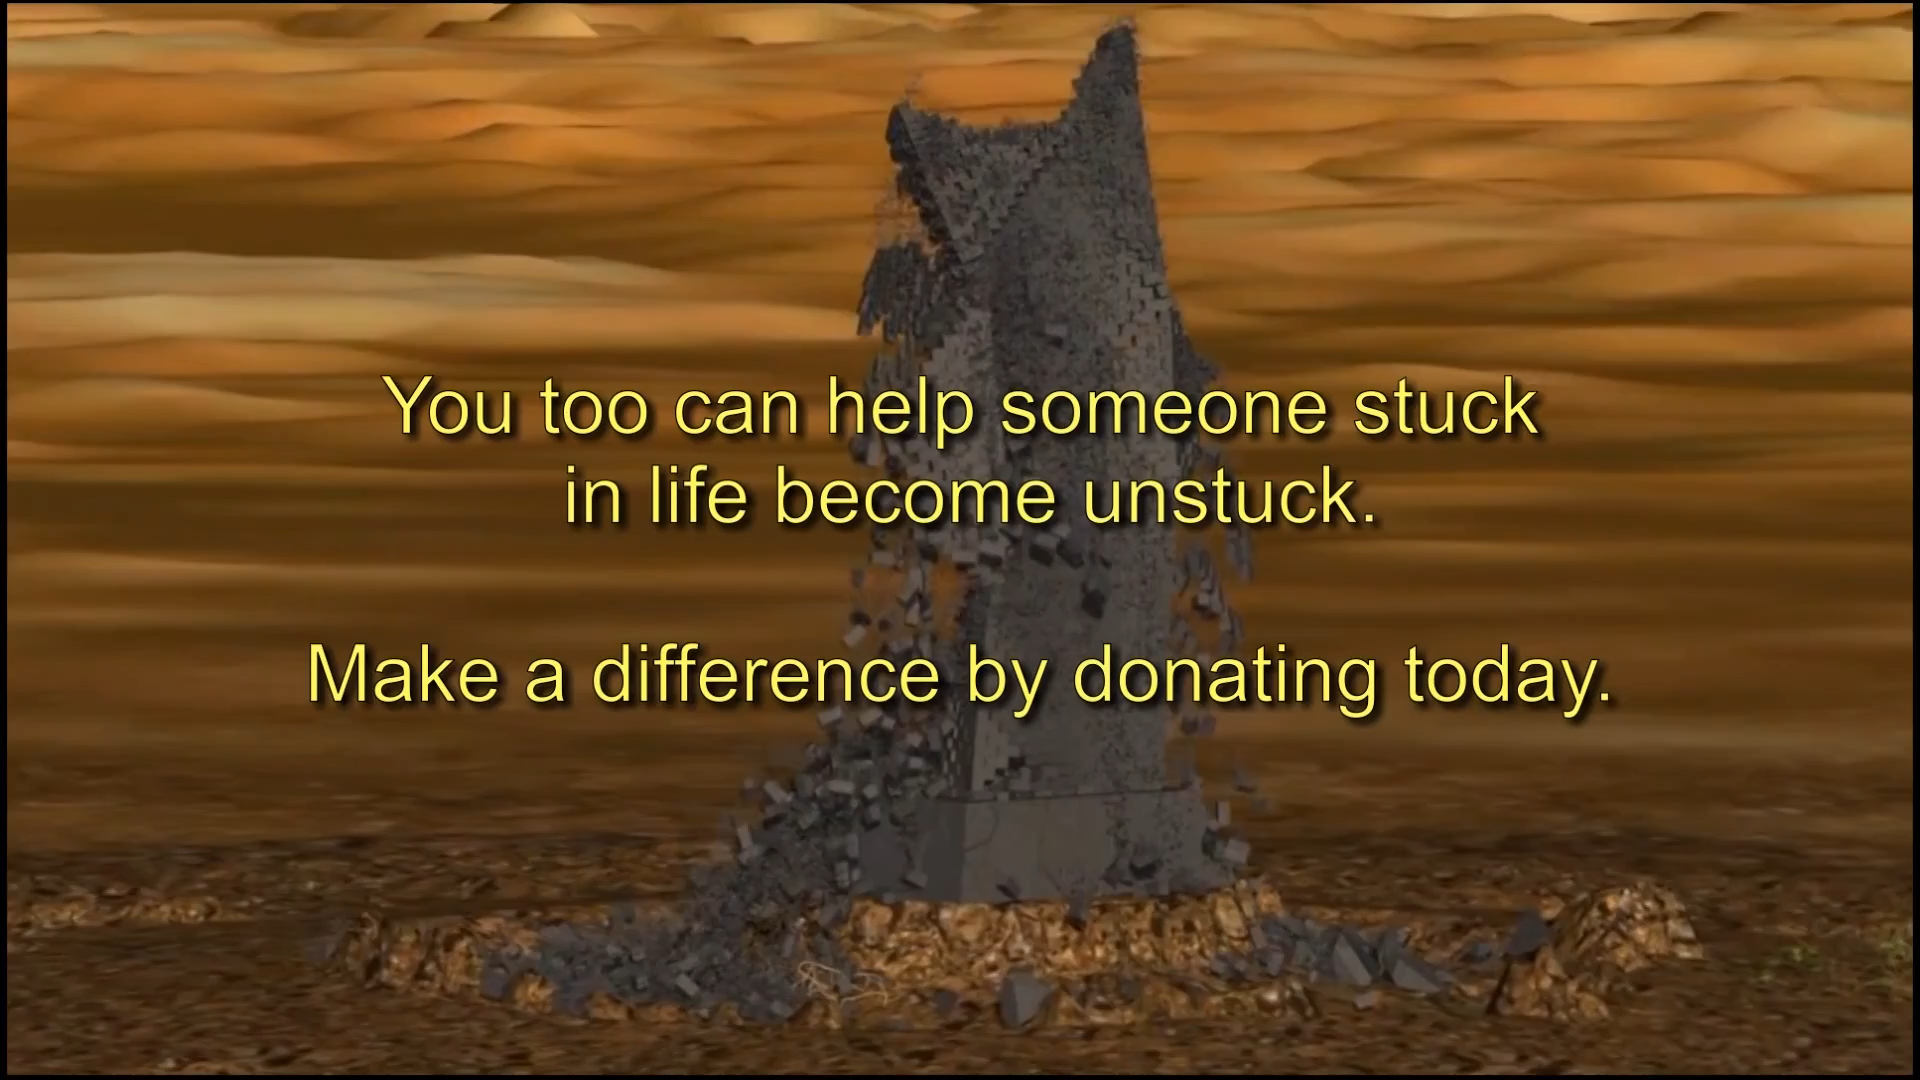 You too can help someone stuck
in life become unstuck.
Make a difference by donating today.